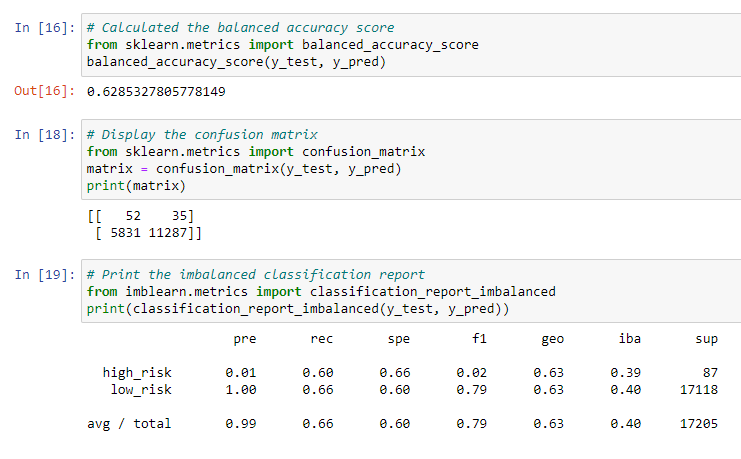 In [16]: # Calculated the balanced accuracy score
from sklearn.metrics import balanced_accuracy_score
balanced_accuracy_score(y_test, y_pred)
Out[16]: 0.6285327805778149
In [18]: # Display the confusion matrix
from sklearn.metrics import confusion_matrix
matrix = confusion_matrix(y_test, y_pred)
print(matrix)
[[   52    35]
 [ 5831 11287]]
In [19]: # Print the imbalanced classification report
from imblearn.metrics import classification_report_imbalanced
print(classification_report_imbalanced(y_test, y_pred))
pre rec spe f1 geo iba sup
high_risk 0.01 0.60 0.66 0.02 0.63 0.39 87
low_risk 1.00 0.66 0.60 0.79 0.63 0.40 17118
avg / total 0.99 0.66 0.60 0.79 0.63 0.40 17205